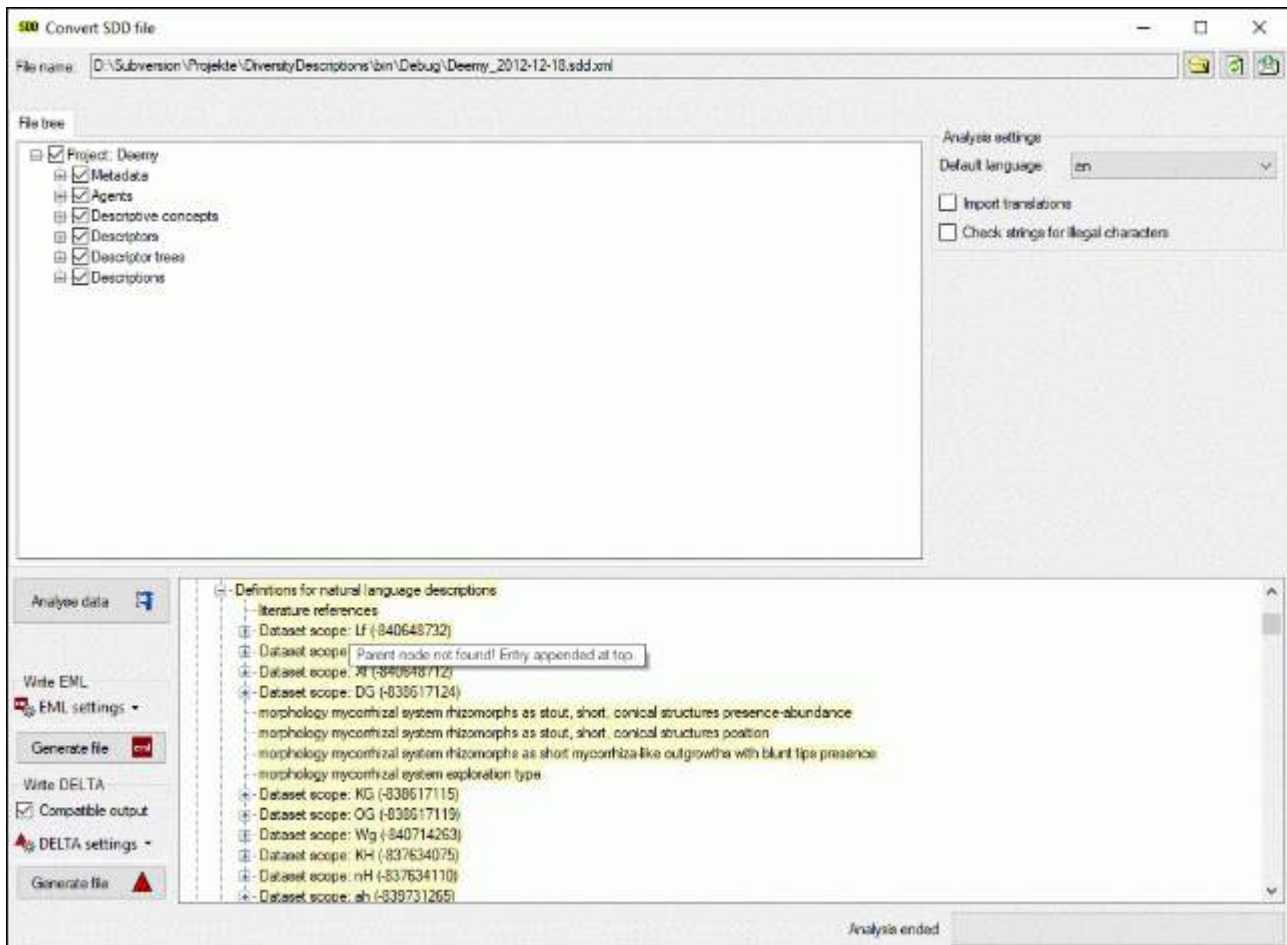 SDD Convert SDD file
File name: D:\Subversion\Projekte\DiversityDescriptions\bin\Debug\Deemy_2012-12-18.sdd.xml
File tree
Project: Deemy
Metadata
Agents
Descriptive concepts
Descriptors
Descriptor trees
Descriptions
Analysis settings
Default language: en
Import translations
Check strings for illegal characters
Analyse data
Write EML
EML settings
Generate file eml
Write DELTA
Compatible output
DELTA settings
Generate file
Definitions for natural language descriptions
literature references
Dataset scope: Lf (-840648732)
Dataset scope
Parent node not found! Entry appended at top.
Dataset scope: Xf (-840648712)
Dataset scope: DG (-838617124)
morphology mycorrhizal system rhizomorphs as stout, short, conical structures presence-abundance
morphology mycorrhizal system rhizomorphs as stout, short, conical structures position
morphology mycorrhizal system rhizomorphs as short mycorrhiza-like outgrowths with blunt tips presence
morphology mycorrhizal system exploration type
Dataset scope: KG (-838617115)
Dataset scope: OG (-838617119)
Dataset scope: Wg (-840714263)
Dataset scope: KH (-837634075)
Dataset scope: nH (-837634110)
Dataset scope: ah (-839731265)
Analysis ended